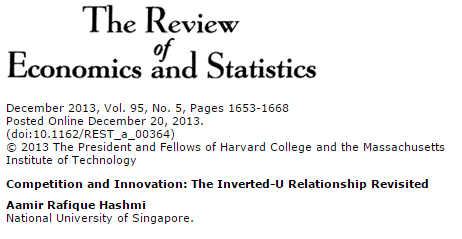 The Review
of
Economics and Statistics
December 2013, Vol. 95, No. 5, Pages 1653-1668
Posted Online December 20, 2013.
(doi:10.1162/REST_a_00364)
© 2013 The President and Fellows of Harvard College and the Massachusetts
Institute of Technology
Competition and Innovation: The Inverted-U Relationship Revisited
Aamir Rafique Hashmi
National University of Singapore.